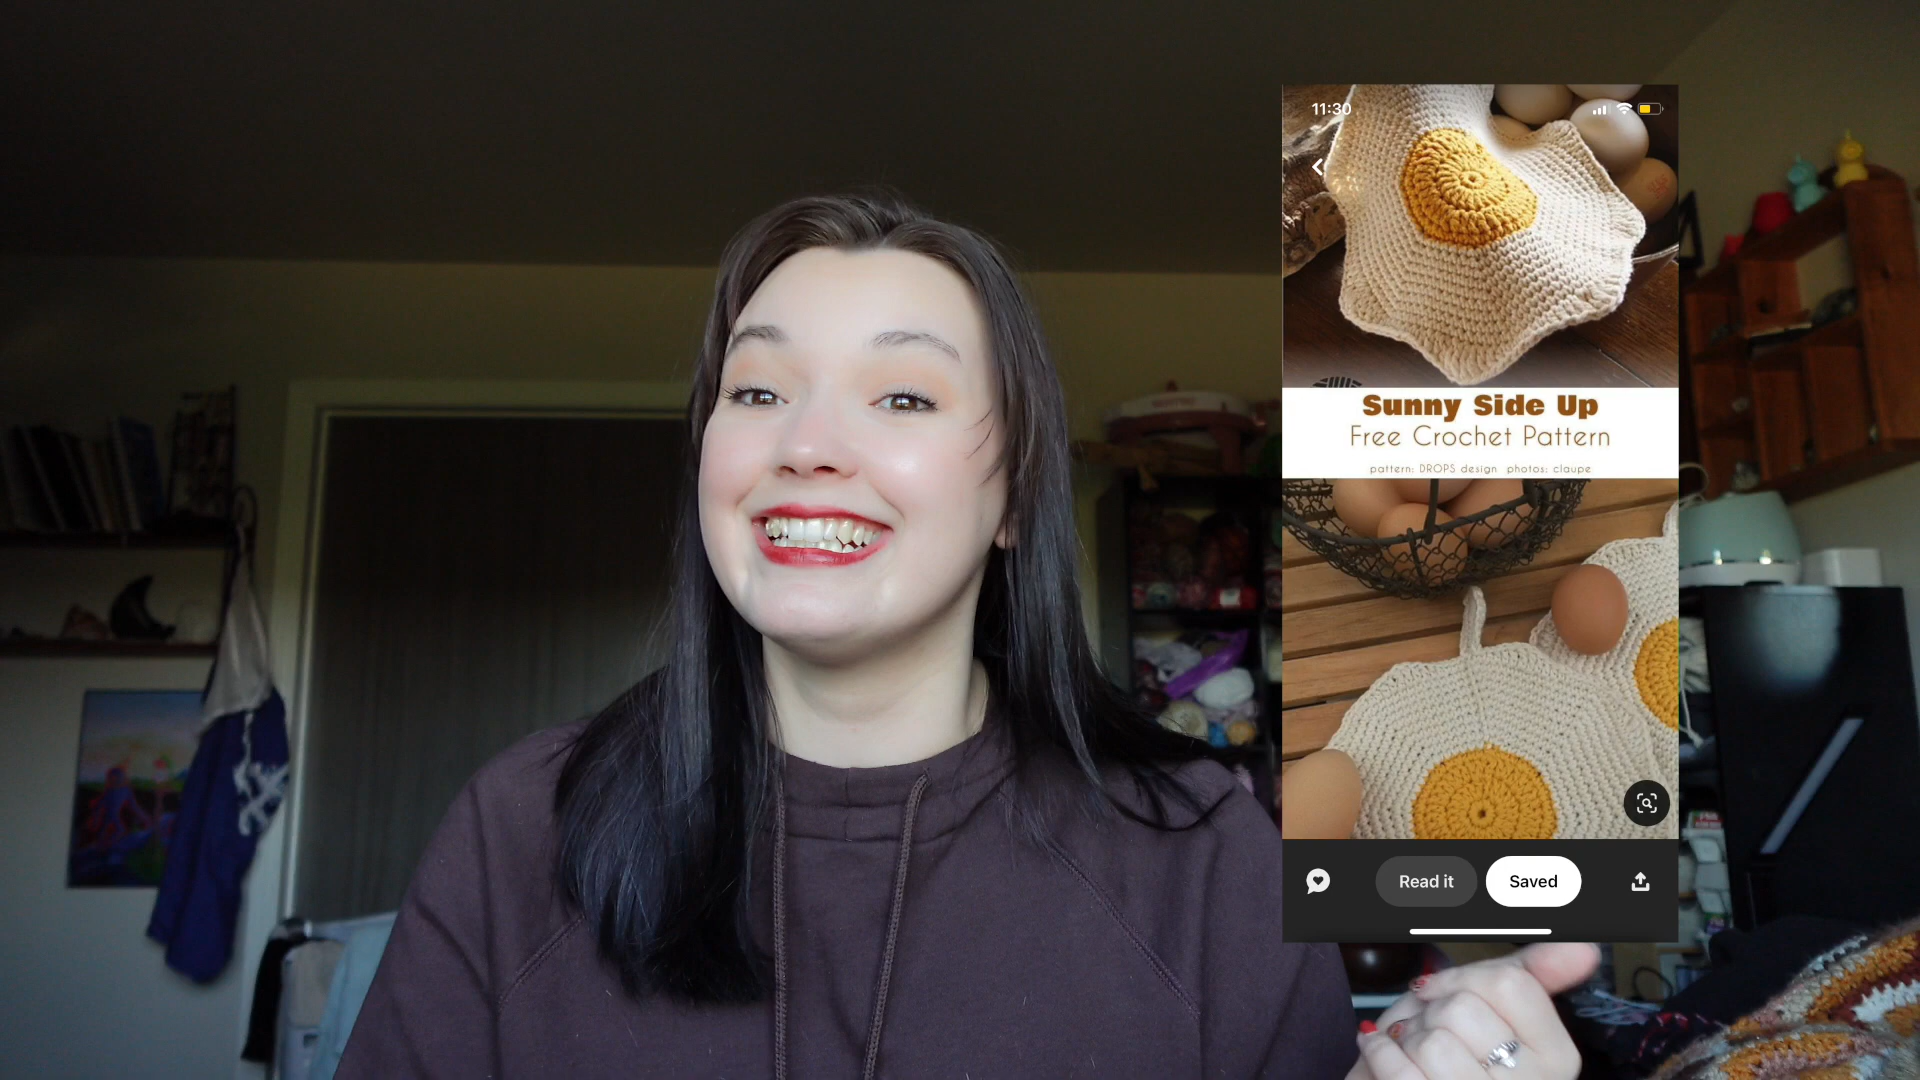 11:30
Sunny Side Up
Free Crochet Pattern
pattern: DROPS design photos: claupe
Read it
Saved